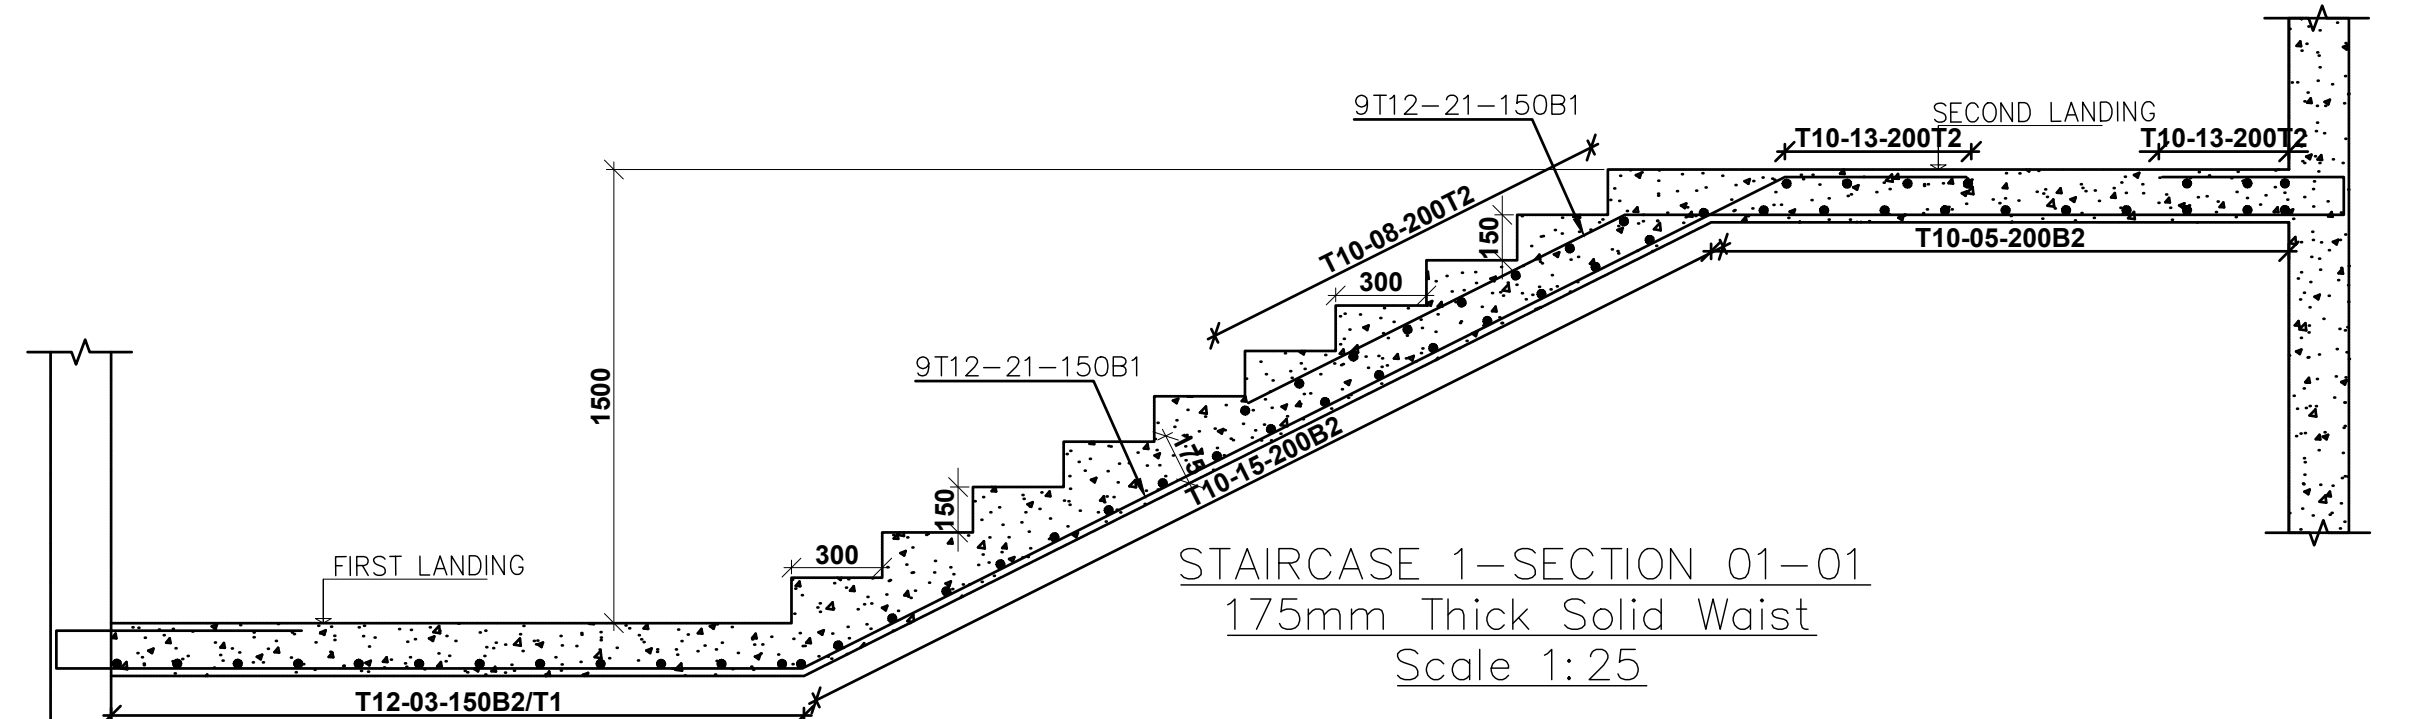 9T12-21-150B1
SECOND LANDING
T10-13-200T2
T10-13-200T2
T10-08-200T2
150
T10-05-200B2
300
9T12-21-150B1
1500
175
T10-15-200B2
150
300
FIRST LANDING
STAIRCASE 1-SECTION 01-01
175mm Thick Solid Waist
Scale 1:25
T12-03-150B2/T1